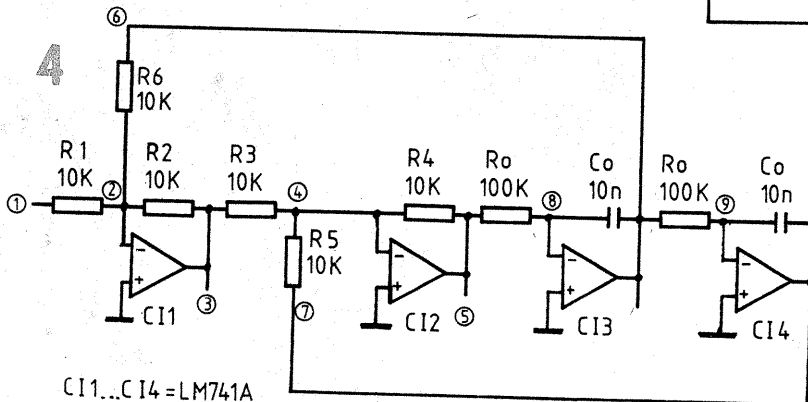 ⑥
4
R6
10K
R1
10K
R2
10K
R3
10K
R4
10K
Ro
100K
Co
10n
Ro
100K
Co
10n
①
②
④
⑧
⑨
R5
10K
-
+
-
+
-
+
-
+
③
⑦
⑤
CI1
CI2
CI3
CI4
CI1...CI4=LM741A